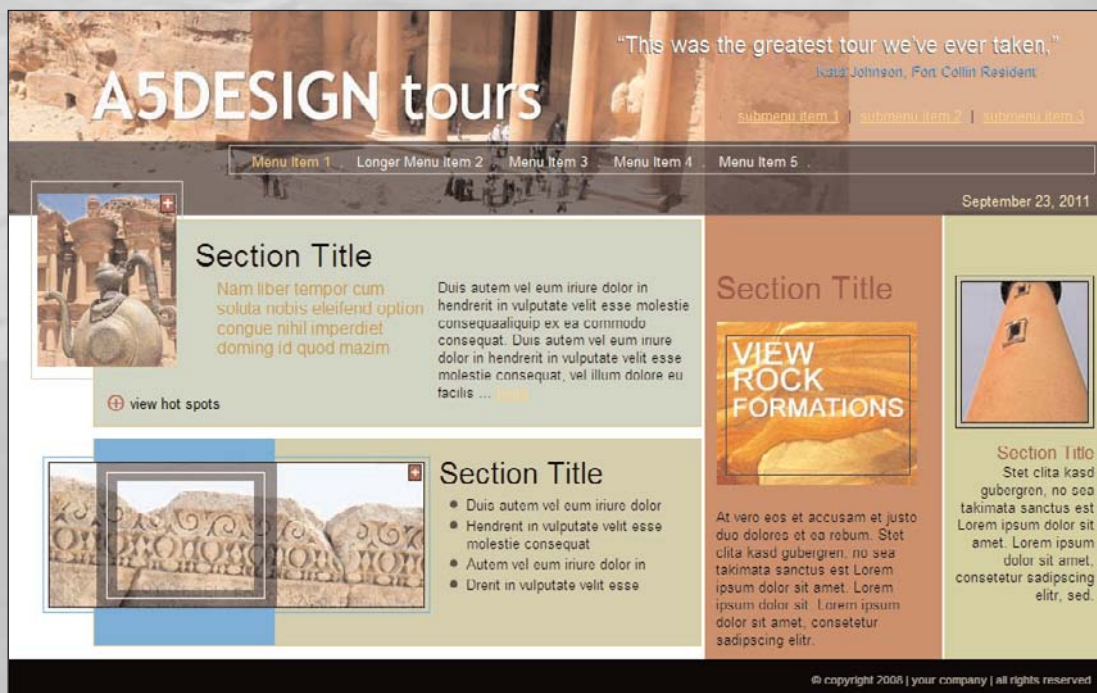 “This was the greatest tour we've ever taken,”
Kate Johnson, Fort Collin Resident
A5DESIGN tours
submenu item 1 | submenu item 2 | submenu item 3
Menu Item 1 . Longer Menu Item 2 . Menu Item 3 . Menu Item 4 . Menu Item 5 .
September 23, 2011
Section Title
Nam liber tempor cum
soluta nobis eleifend option
congue nihil imperdiet
doming id quod mazim
Duis autem vel eum iriure dolor in
hendrerit in vulputate velit esse molestie
consequaaliquip ex ea commodo
consequat. Duis autem vel eum iriure
dolor in hendrerit in vulputate velit esse
molestie consequat, vel illum dolore eu
facilis ...
view hot spots
Section Title
• Duis autem vel eum iriure dolor
• Hendrerit in vulputate velit esse
molestie consequat
• Autem vel eum iriure dolor in
• Drerit in vulputate velit esse
Section Title
VIEW
ROCK
FORMATIONS
At vero eos et accusam et justo
duo dolores et ea rebum. Stet
clita kasd gubergren, no sea
takimata sanctus est Lorem
ipsum dolor sit amet. Lorem
ipsum dolor sit. Lorem ipsum
dolor sit amet, consetetur
sadipscing elitr.
Section Title
Stet clita kasd
gubergren, no sea
takimata sanctus est
Lorem ipsum dolor sit
amet. Lorem ipsum
dolor sit amet,
consetetur sadipscing
elitr, sed.
© copyright 2008 | your company | all rights reserved